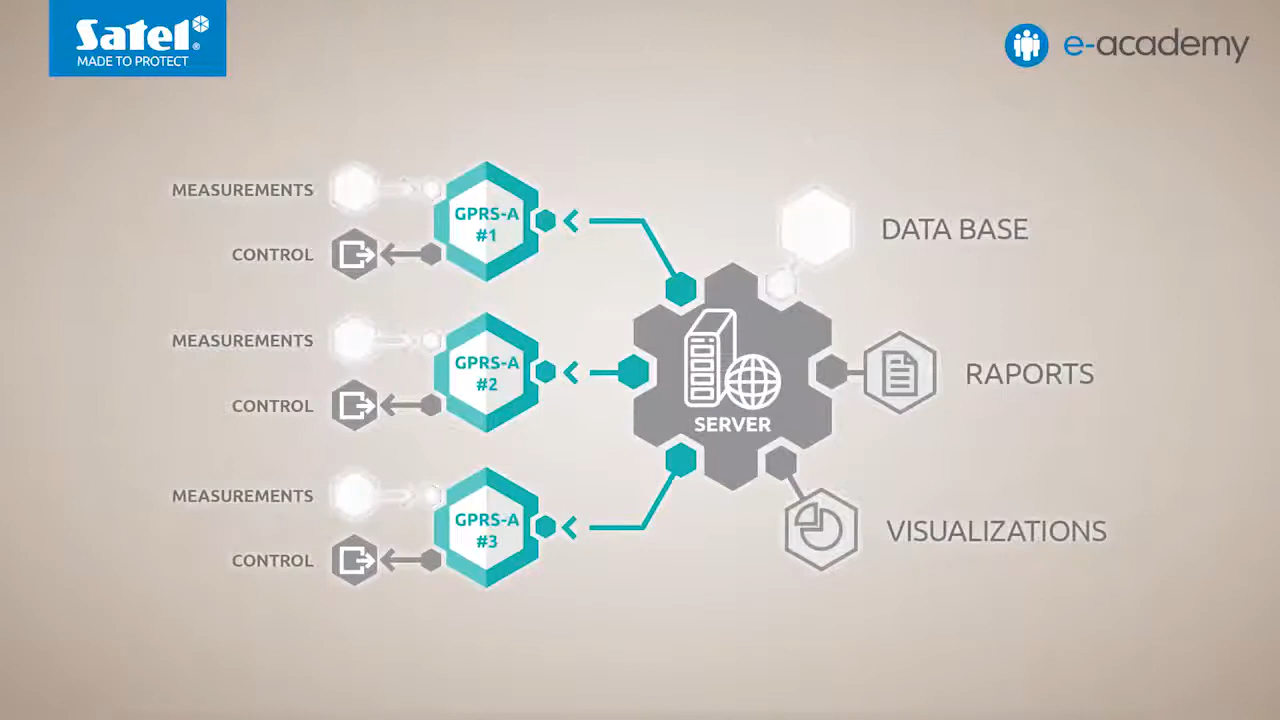 Satel®
MADE TO PROTECT
e-academy
MEASUREMENTS
CONTROL
GPRS-A
#1
MEASUREMENTS
CONTROL
GPRS-A
#2
MEASUREMENTS
CONTROL
GPRS-A
#3
SERVER
DATA BASE
RAPORTS
VISUALIZATIONS